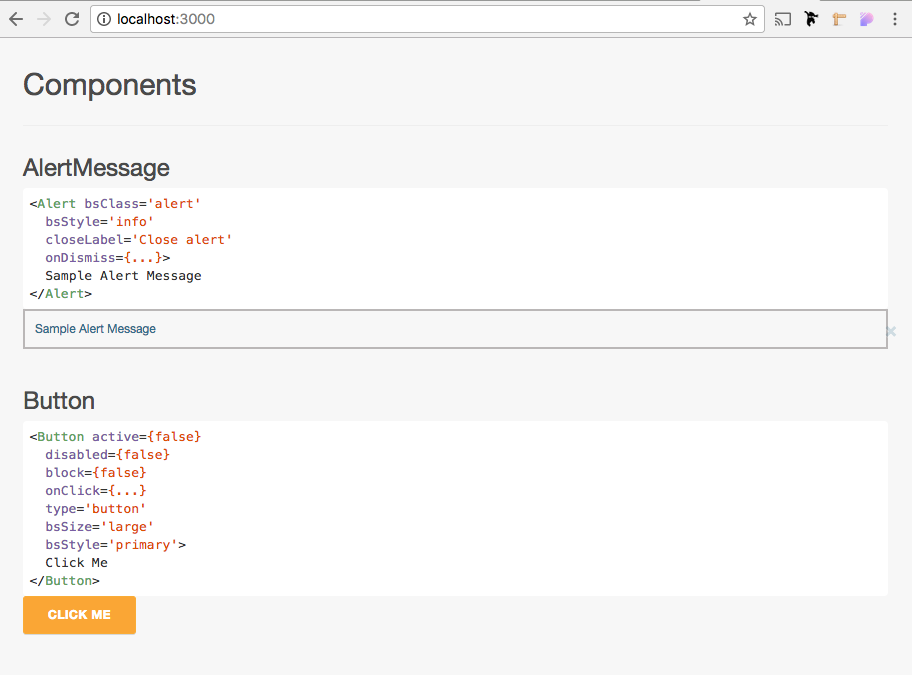 localhost:3000
Components
AlertMessage
<Alert bsClass='alert'
  bsStyle='info'
  closeLabel='Close alert'
  onDismiss={...}>
  Sample Alert Message
</Alert>
Sample Alert Message
×
Button
<Button active={false}
  disabled={false}
  block={false}
  onClick={...}
  type='button'
  bsSize='large'
  bsStyle='primary'>
  Click Me
</Button>
CLICK ME